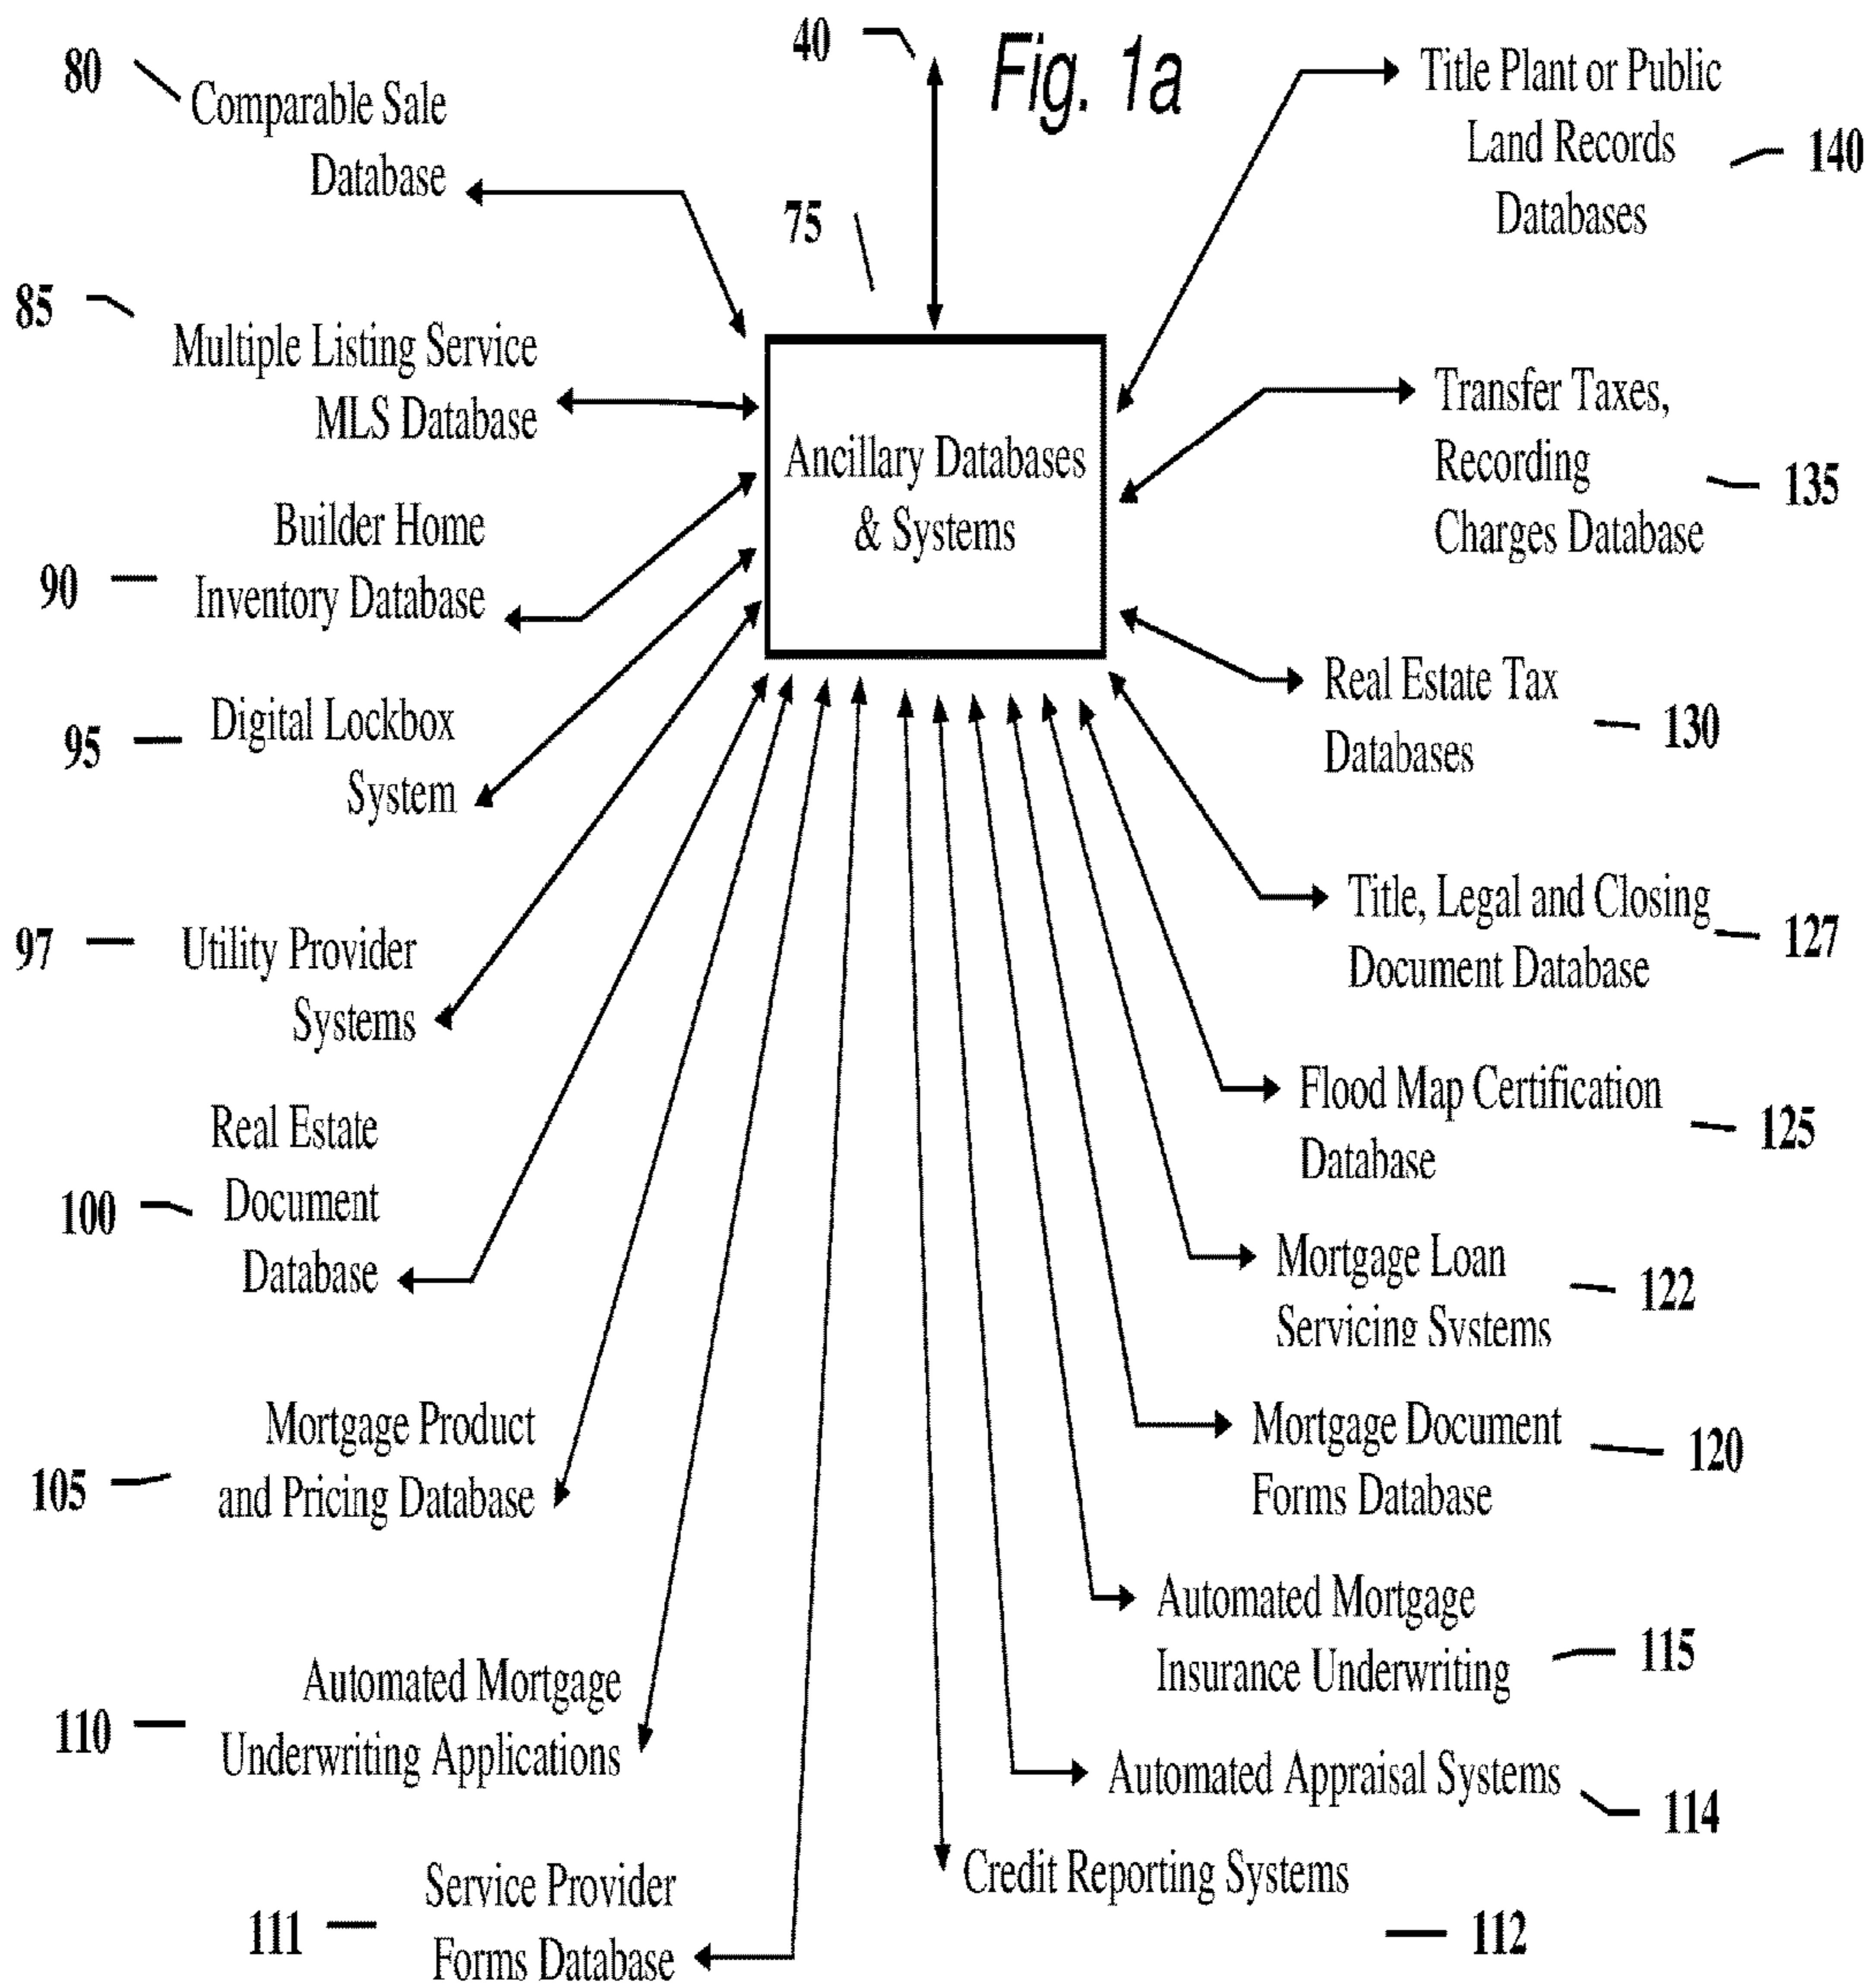 40
Fig. 1a
80
Comparable Sale
Database
75
85
Multiple Listing Service
MLS Database
90
Builder Home
Inventory Database
95
Digital Lockbox
System
97
Utility Provider
Systems
100
Real Estate
Document
Database
105
Mortgage Product
and Pricing Database
110
Automated Mortgage
Underwriting Applications
111
Service Provider
Forms Database
Ancillary Databases
& Systems
Title Plant or Public
Land Records
Databases
140
Transfer Taxes,
Recording
Charges Database
135
Real Estate Tax
Databases
130
Title, Legal and Closing
Document Database
127
Flood Map Certification
Database
125
Mortgage Loan
Servicing Systems
122
Mortgage Document
Forms Database
120
Automated Mortgage
Insurance Underwriting
115
Automated Appraisal Systems
114
Credit Reporting Systems
112